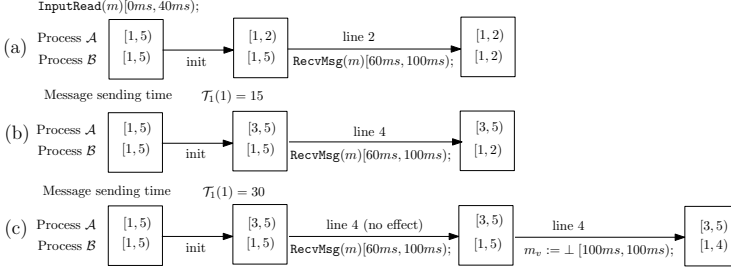 InputRead(m)[0ms, 40ms);
line 2
(a) Process A [1, 5) [1, 2) [1, 2)
Process B [1, 5) init [1, 5) RecvMsg(m)[60ms, 100ms); [1, 2)
Message sending time T₁(1) = 15
line 4
(b) Process A [1, 5) [3, 5) [3, 5)
Process B [1, 5) init [1, 5) RecvMsg(m)[60ms, 100ms); [1, 2)
Message sending time T₁(1) = 30
line 4 (no effect) line 4
(c) Process A [1, 5) [3, 5) [3, 5) [3, 5)
Process B [1, 5) init [1, 5) RecvMsg(m)[60ms, 100ms); [1, 5) mᵥ := ⊥ [100ms, 100ms); [1, 4)